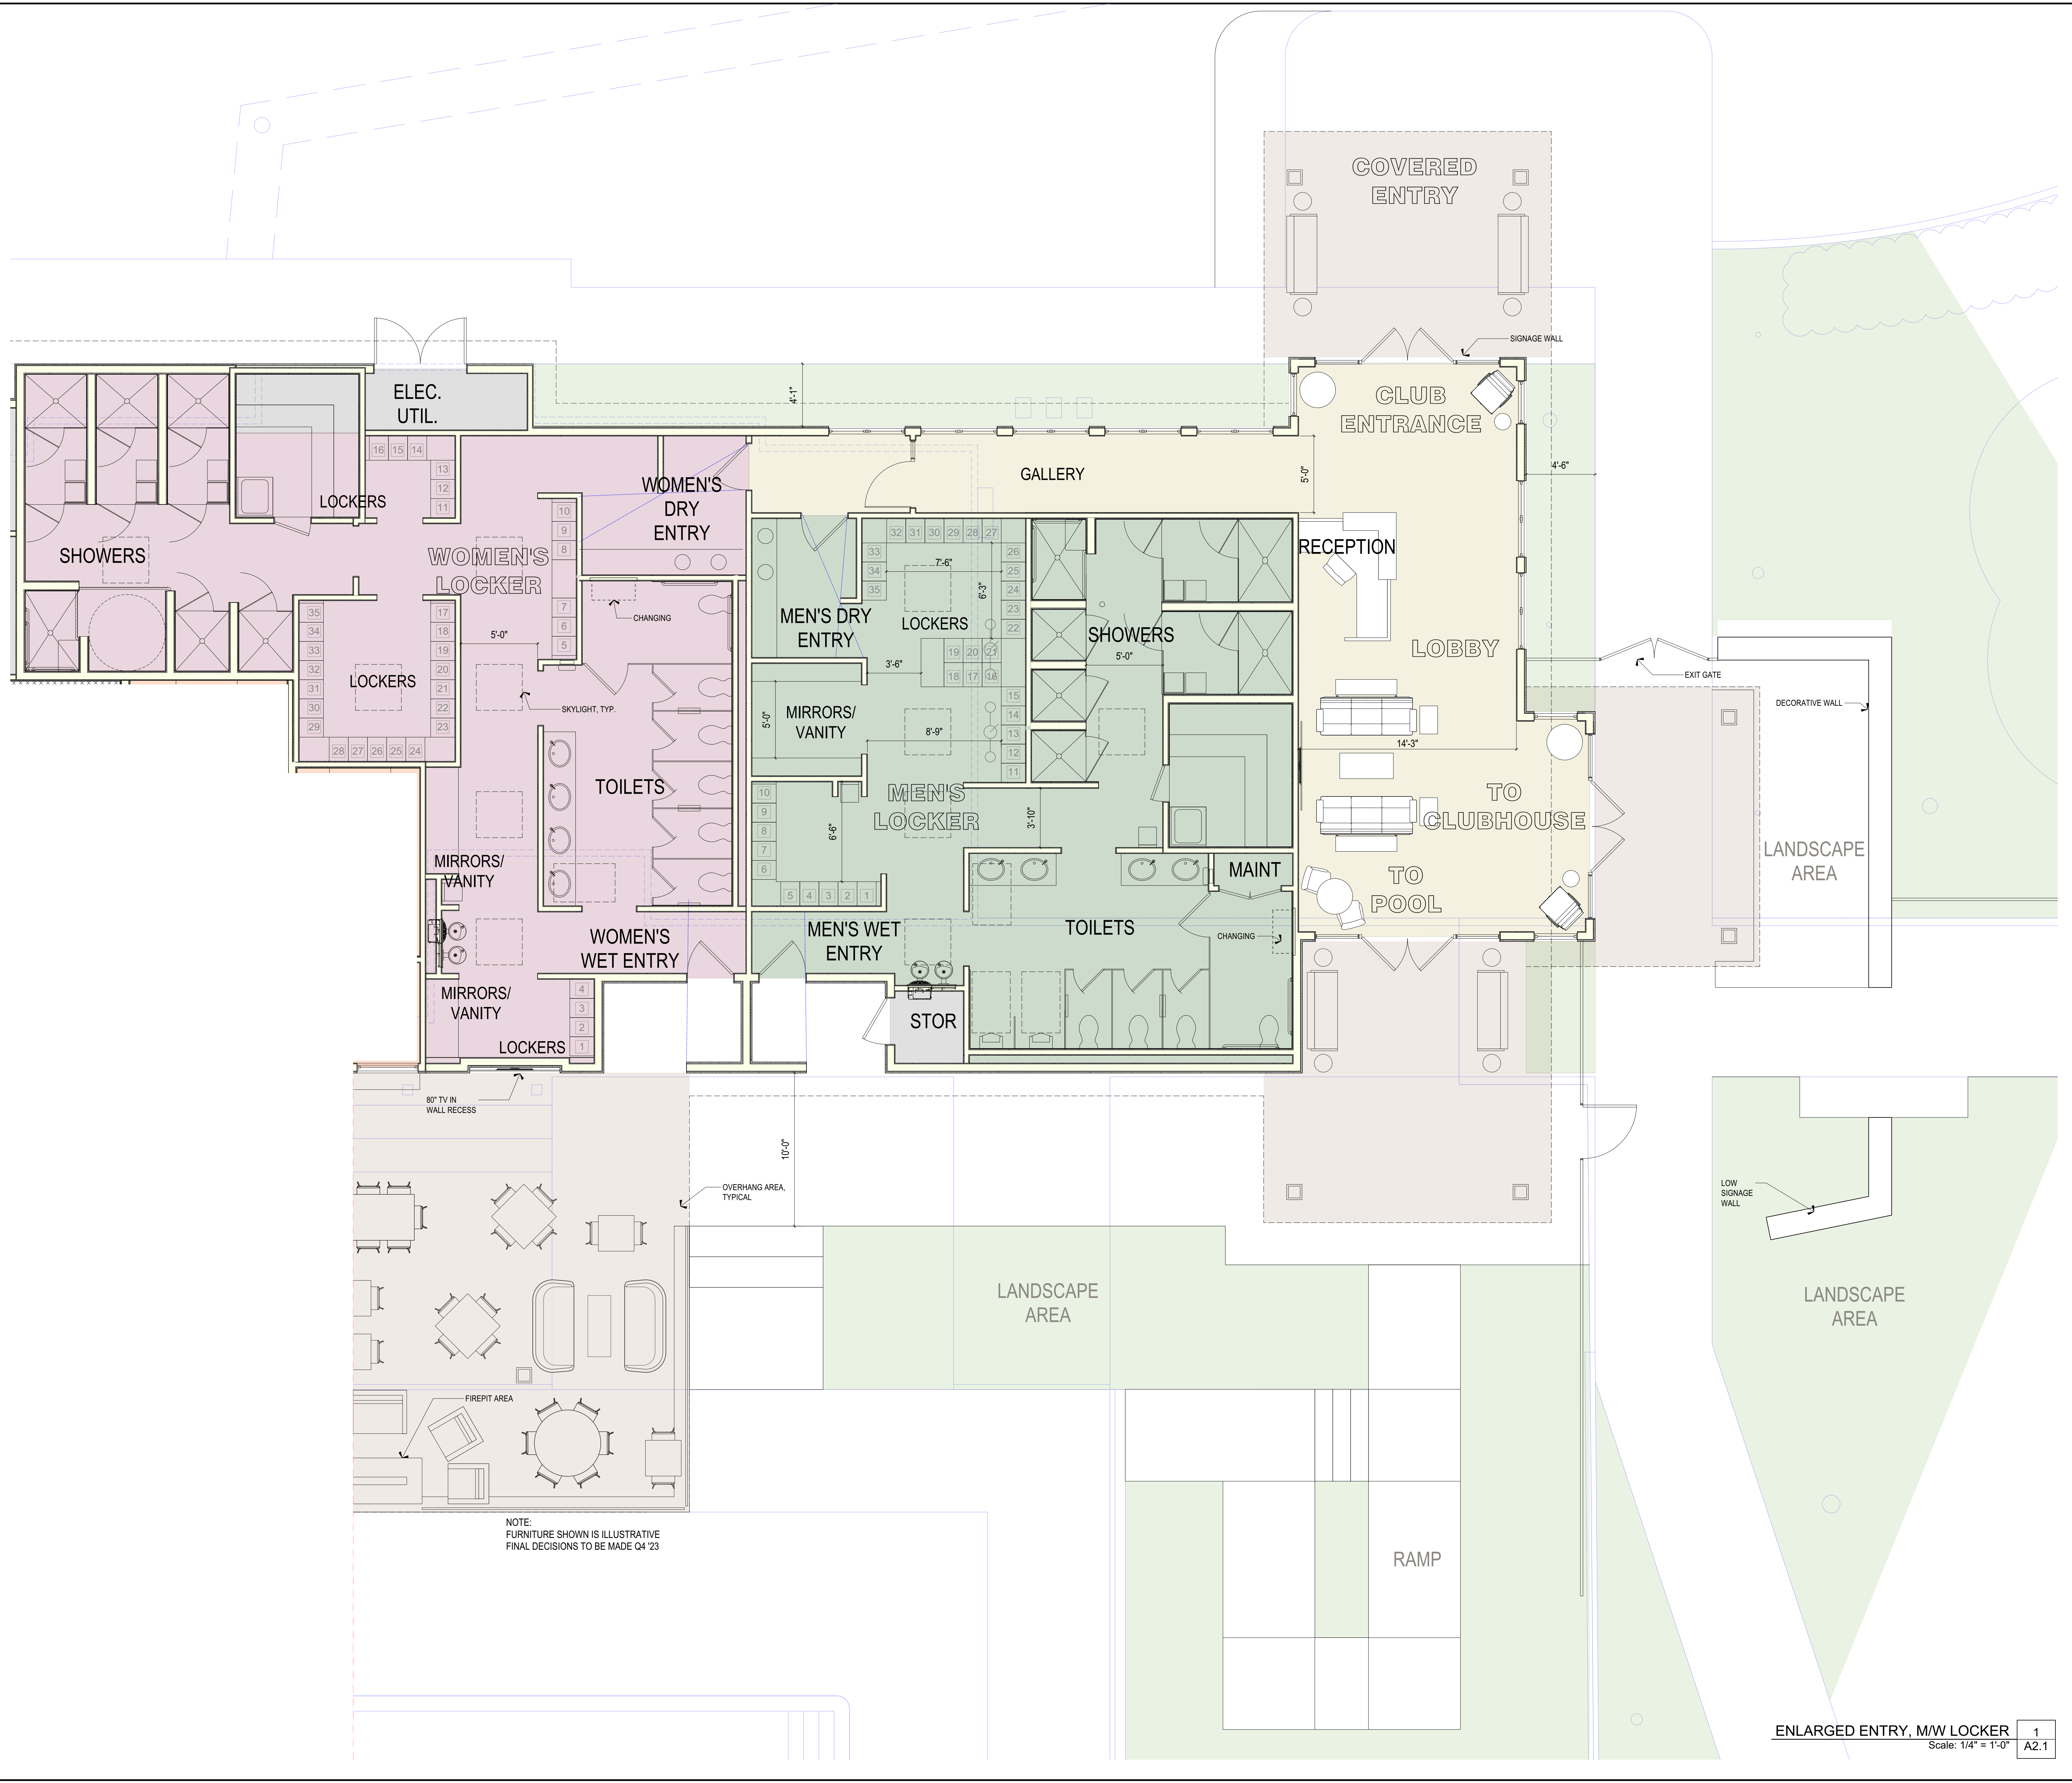 COVERED
ENTRY
SIGNAGE WALL
ELEC.
UTIL.
4'-1"
CLUB
ENTRANCE
4'-6"
16 15 14
13
12
11
LOCKERS
WOMEN'S
DRY
ENTRY
GALLERY
5'-0"
10
9
8
SHOWERS
WOMEN'S
LOCKER
32 31 30 29 28 27
33
34
35
7'-6"
6'-3"
26
25
24
23
22
RECEPTION
7
6
5
CHANGING
MEN'S DRY
ENTRY
LOCKERS
SHOWERS
5'-0"
LOBBY
35
34
33
32
31
30
29
17
18
19
20
21
22
23
5'-0"
LOCKERS
28 27 26 25 24
19 20 21
18 17 16
3'-6"
EXIT GATE
SKYLIGHT, TYP.
MIRRORS/
VANITY
5'-0"
8'-9"
15
14
13
12
11
DECORATIVE WALL
14'-3"
TOILETS
10
9
8
7
6
6'-6"
MEN'S
LOCKER
3'-10"
TO
CLUBHOUSE
LANDSCAPE
AREA
MIRRORS/
VANITY
5 4 3 2 1
MAINT
TO
POOL
WOMEN'S
WET ENTRY
MEN'S WET
ENTRY
TOILETS
CHANGING
MIRRORS/
VANITY
4
3
2
1
LOCKERS
STOR
80" TV IN
WALL RECESS
10'-0"
OVERHANG AREA,
TYPICAL
LOW
SIGNAGE
WALL
LANDSCAPE
AREA
LANDSCAPE
AREA
FIREPIT AREA
NOTE:
FURNITURE SHOWN IS ILLUSTRATIVE
FINAL DECISIONS TO BE MADE Q4 '23
RAMP
ENLARGED ENTRY, M/W LOCKER 1
Scale: 1/4" = 1'-0" A2.1